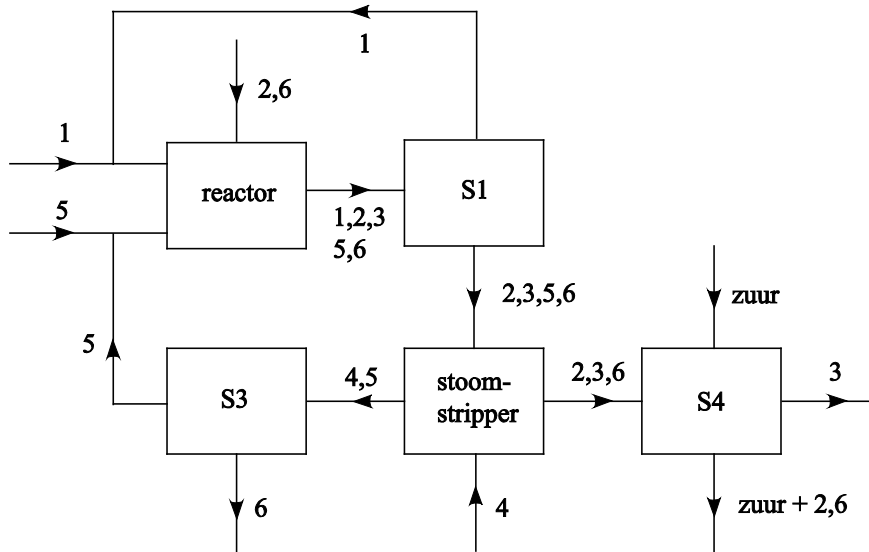 1
2,6
1
reactor
S1
5
1,2,3
5,6
2,3,5,6
zuur
5
S3
4,5
stoom-
stripper
2,3,6
S4
3
6
4
zuur + 2,6